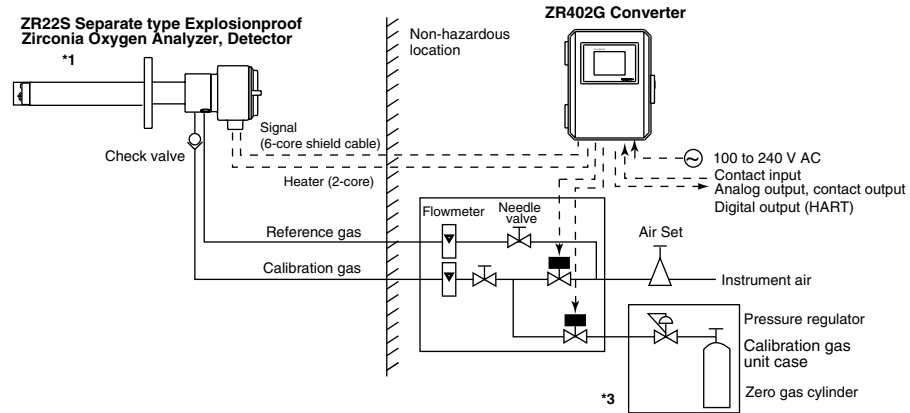 ZR22S Separate type Explosionproof
Zirconia Oxygen Analyzer, Detector
*1
Non-hazardous
location
ZR402G Converter
Signal
(6-core shield cable)
Check valve
Heater (2-core)
100 to 240 V AC
Contact input
Analog output, contact output
Digital output (HART)
Flowmeter
Needle
valve
Reference gas
Air Set
Calibration gas
Instrument air
Pressure regulator
Calibration gas
unit case
Zero gas cylinder
*3